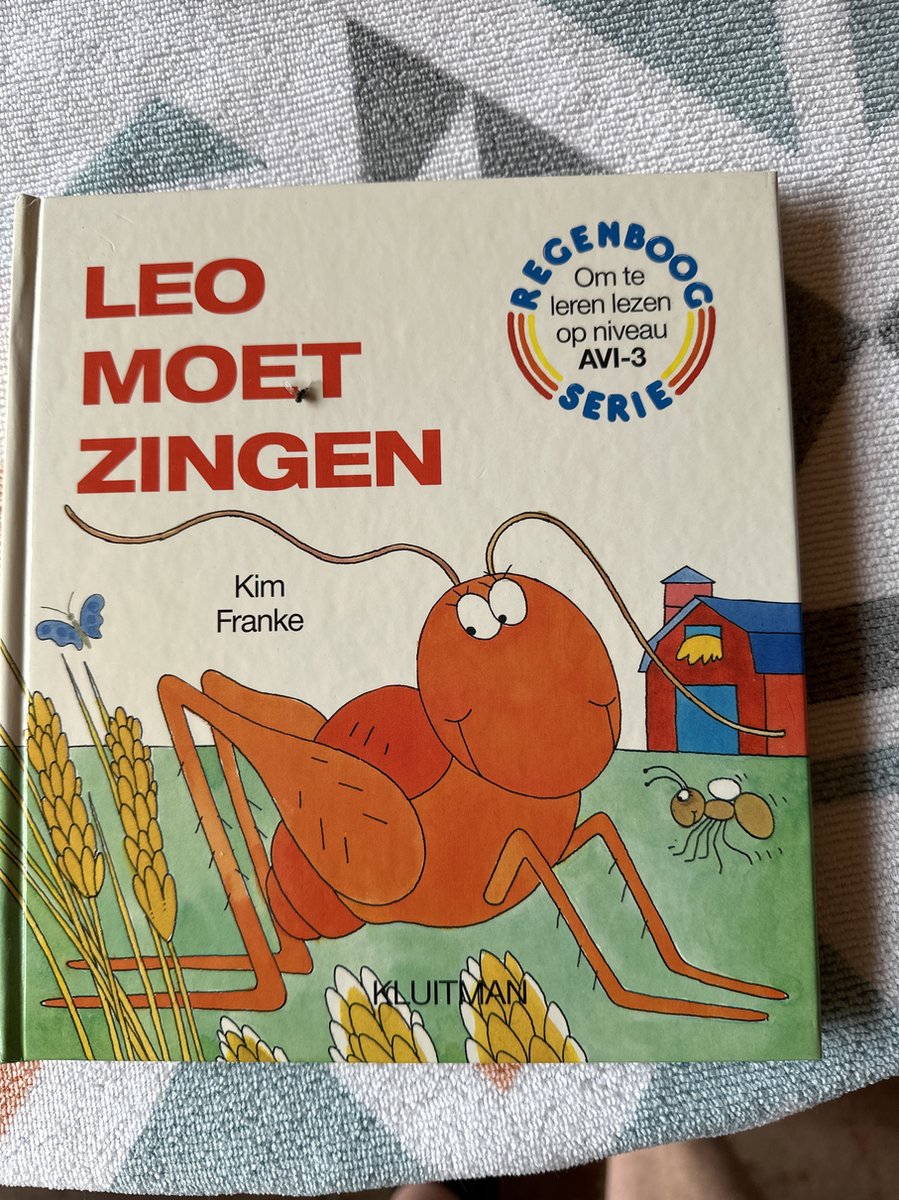 LEO
MOET
ZINGEN
REGENBOOG
Om te
leren lezen
op niveau
AVI-3
SERIE
Kim
Franke
KLUITMAN